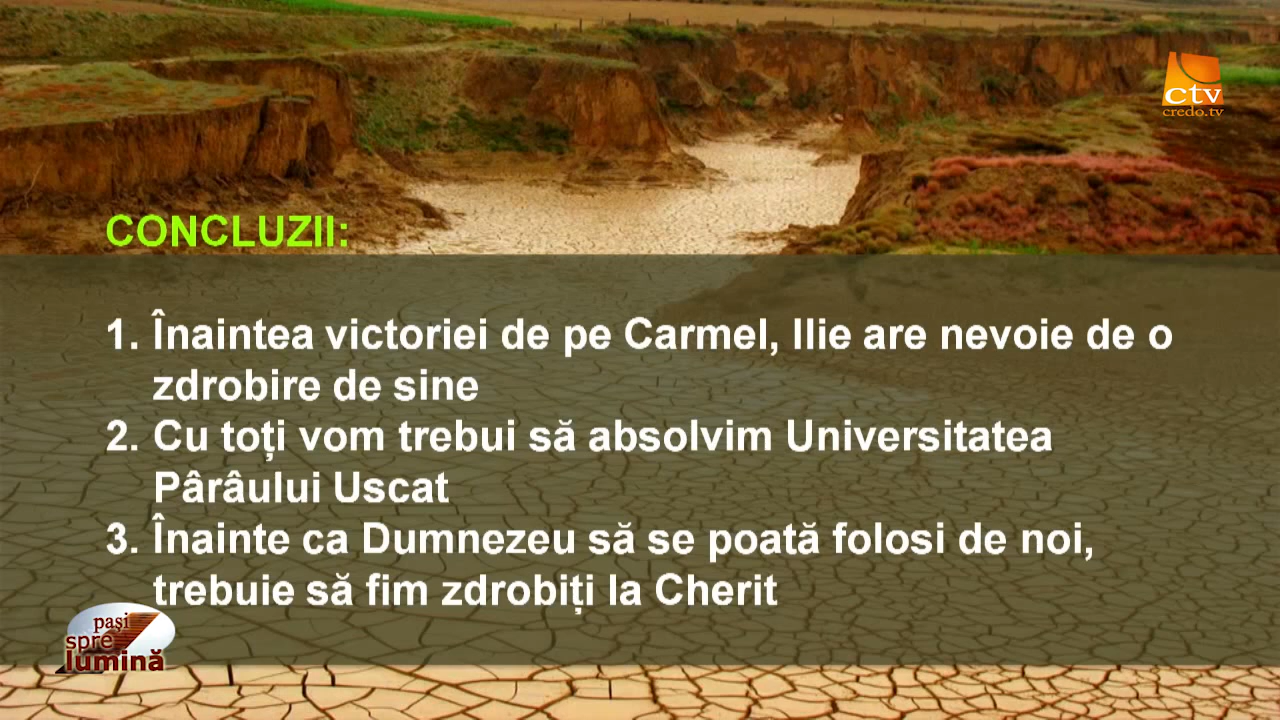 ctv
credo.tv
CONCLUZII:
1. Înaintea victoriei de pe Carmel, Ilie are nevoie de o
zdrobire de sine
2. Cu toți vom trebui să absolvim Universitatea
Pârâului Uscat
3. Înainte ca Dumnezeu să se poată folosi de noi,
trebuie să fim zdrobiți la Cherit
pași
spre
lumină